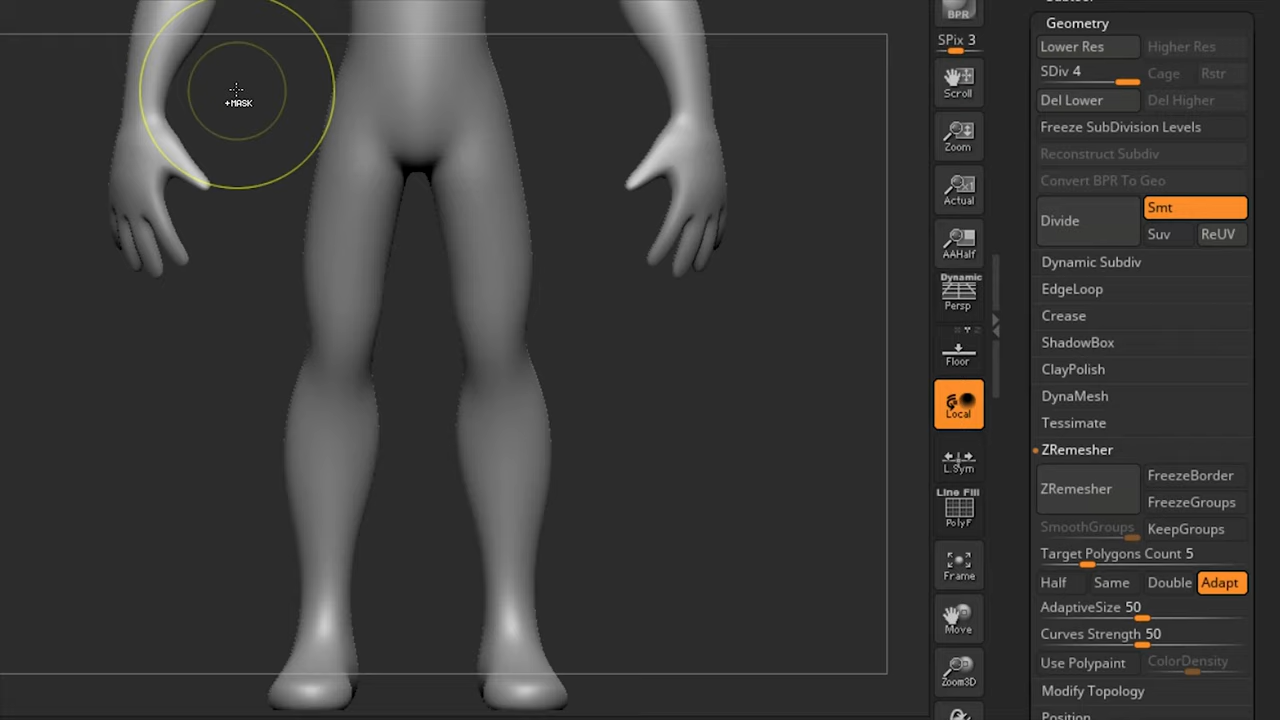 +MASK
BPR
SPix 3
Scroll
Zoom
Actual
AAHalf
Dynamic
Persp
Floor
Local
L.Sym
Line Fill
PolyF
Frame
Move
Zoom3D
Geometry
Lower Res Higher Res
SDiv 4 Cage Rstr
Del Lower Del Higher
Freeze SubDivision Levels
Reconstruct Subdiv
Convert BPR To Geo
Divide Smt
Suv ReUV
Dynamic Subdiv
EdgeLoop
Crease
ShadowBox
ClayPolish
DynaMesh
Tessimate
ZRemesher
ZRemesher FreezeBorder
FreezeGroups
SmoothGroups KeepGroups
Target Polygons Count 5
Half Same Double Adapt
AdaptiveSize 50
Curves Strength 50
Use Polypaint ColorDensity
Modify Topology
Position